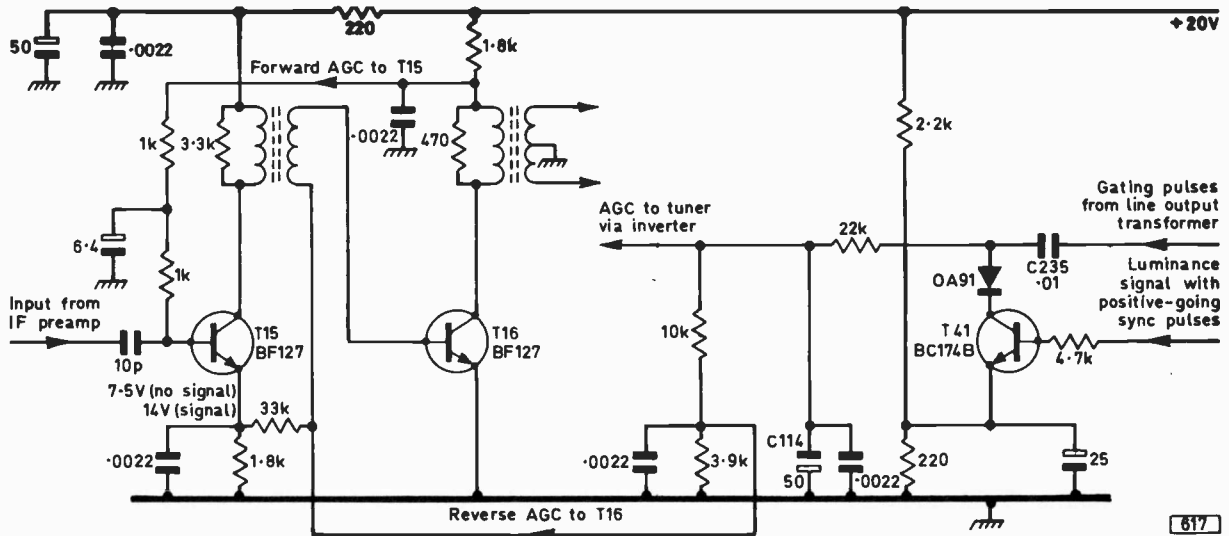 50
·0022
220
1·8k
+20V
Forward AGC to T15
1k
3·3k
·0022
470
2·2k
Gating pulses
from line output
transformer
AGC to tuner
via inverter
22k
C235
·01
6·4
1k
OA91
Luminance
signal with
positive-going
sync pulses
Input from
IF preamp
10p
T15
BF127
T16
BF127
10k
T41
BC174B
4·7k
7·5V (no signal)
14V (signal)
33k
·0022
1·8k
·0022
3·9k
C114
50
·0022
220
25
Reverse AGC to T16
617